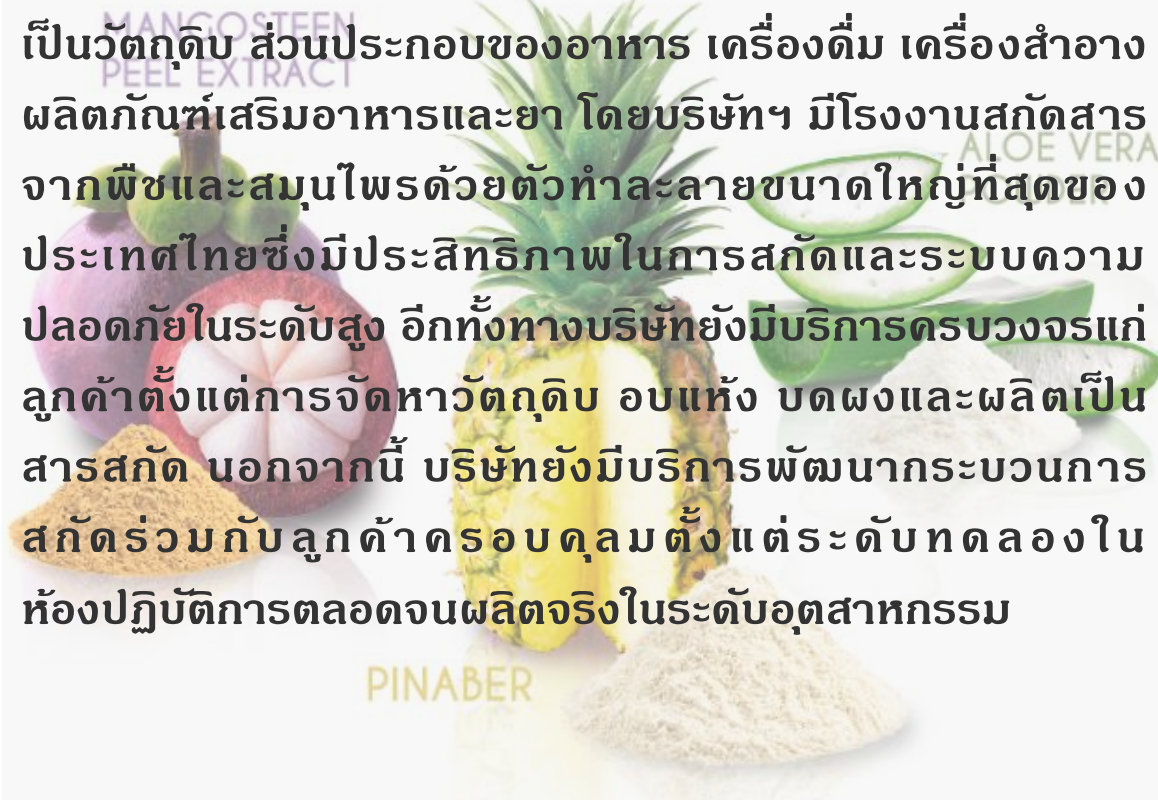 MANGOSTEEN
PEEL EXTRACT
เป็นวัตถุดิบ ส่วนประกอบของอาหาร เครื่องดื่ม เครื่องสำอาง
ผลิตภัณฑ์เสริมอาหารและยา โดยบริษัทฯ มีโรงงานสกัดสาร
จากพืชและสมุนไพรด้วยตัวทำละลายขนาดใหญ่ที่สุดของ
ประเทศไทยซึ่งมีประสิทธิภาพในการสกัดและระบบความ
ปลอดภัยในระดับสูง อีกทั้งทางบริษัทยังมีบริการครบวงจรแก่
ลูกค้าตั้งแต่การจัดหาวัตถุดิบ อบแห้ง บดผงและผลิตเป็น
สารสกัด นอกจากนี้ บริษัทยังมีบริการพัฒนากระบวนการ
สกัดร่วมกับลูกค้าครอบคลุมตั้งแต่ระดับทดลองใน
ห้องปฏิบัติการตลอดจนผลิตจริงในระดับอุตสาหกรรม
ALOE VERA
PINABER